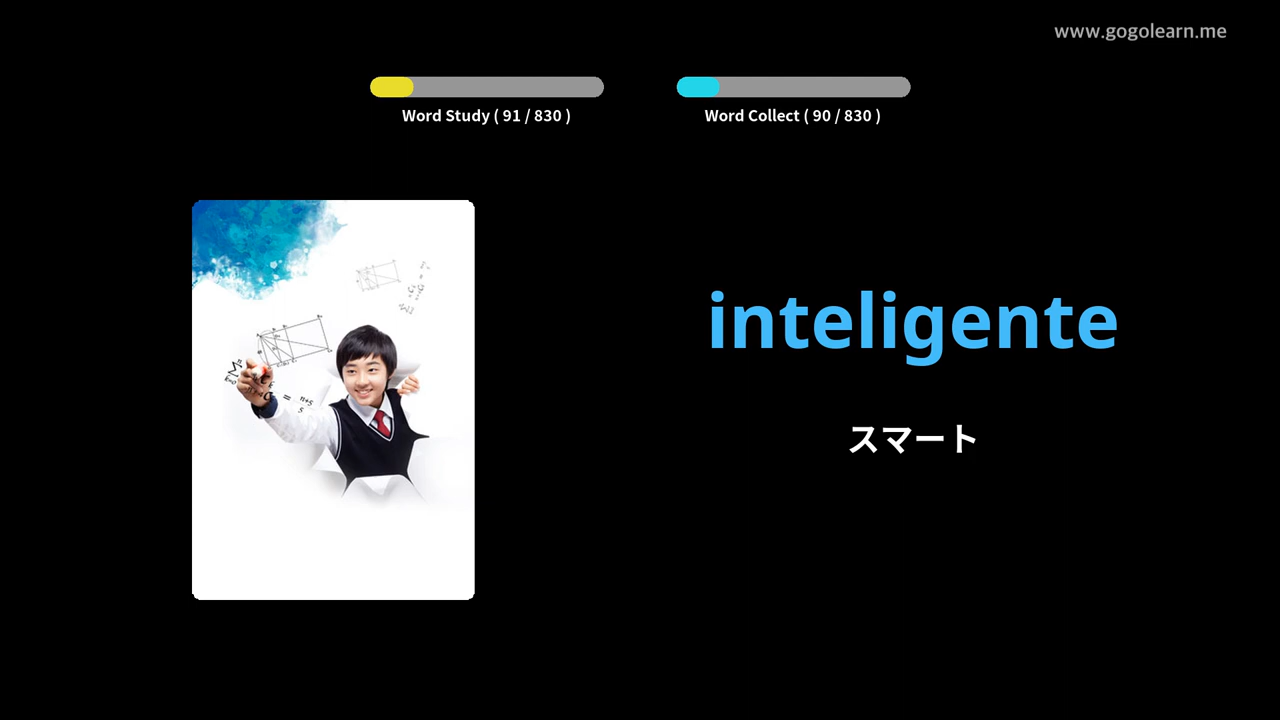 www.gogolearn.me
Word Study ( 91 / 830 )
Word Collect ( 90 / 830 )
inteligente
スマート